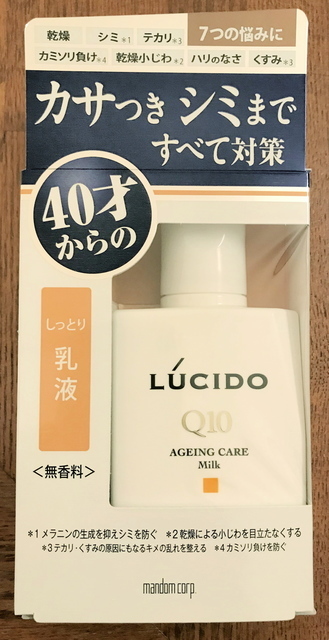 乾燥 シミ*1 テカリ*3 7つの悩みに
カミソリ負け*4 乾燥小じわ*2 ハリのなさ くすみ*3
カサつき シミまで
すべて対策
40才
からの
しっとり
乳液
<無香料>
LÚCIDO
Q10
AGEING CARE
Milk
*1 メラニンの生成を抑えシミを防ぐ *2 乾燥による小じわを目立たなくする
*3 テカリ・くすみの原因にもなるキメの乱れを整える *4 カミソリ負けを防ぐ
mandom corp.